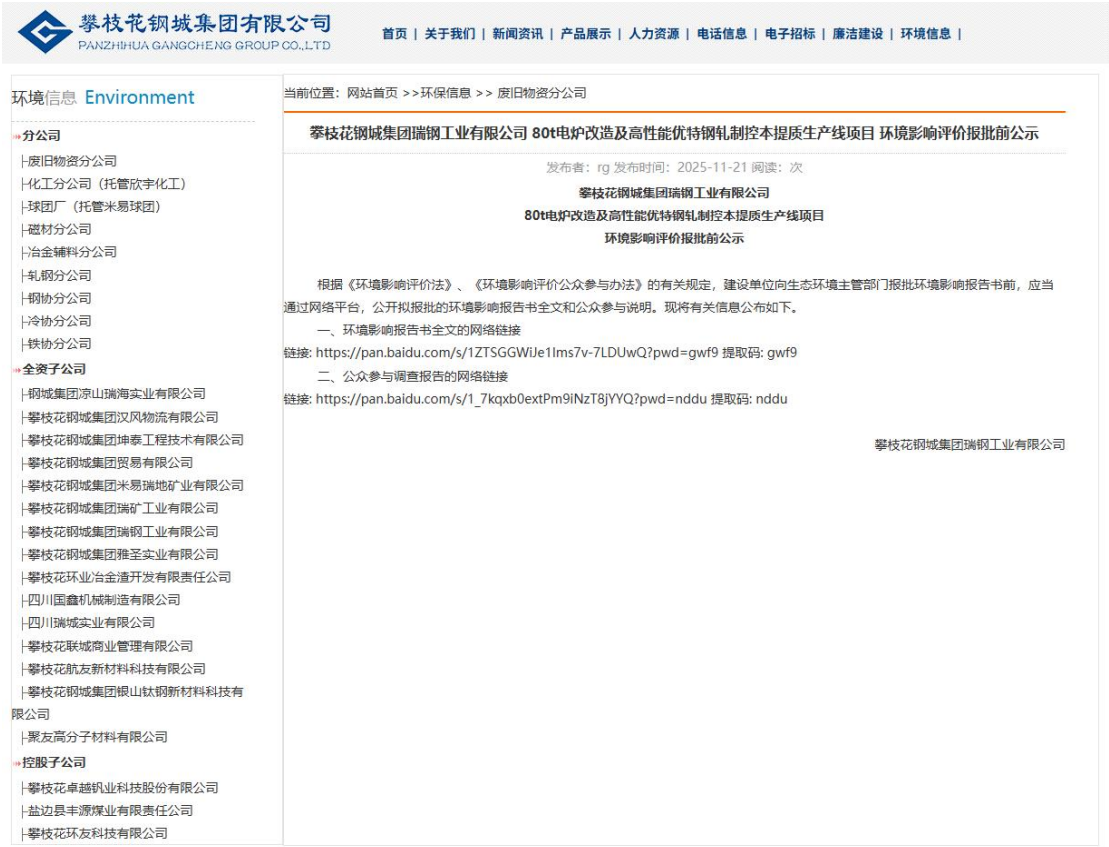 攀枝花钢城集团有限公司
PANZHIHUA GANGCHENG GROUP CO.,LTD
首页 | 关于我们 | 新闻资讯 | 产品展示 | 人力资源 | 电话信息 | 电子招标 | 廉洁建设 | 环境信息 |
环境信息 Environment
分公司
├废旧物资分公司
├化工分公司（托管欣宇化工）
├球团厂（托管米易球团）
├磁材分公司
├冶金辅料分公司
├轧钢分公司
├钢协分公司
├冷协分公司
├铁协分公司
全资子公司
├钢城集团凉山瑞海实业有限公司
├攀枝花钢城集团汉风物流有限公司
├攀枝花钢城集团坤泰工程技术有限公司
├攀枝花钢城集团贸易有限公司
├攀枝花钢城集团米易瑞地矿业有限公司
├攀枝花钢城集团瑞矿工业有限公司
├攀枝花钢城集团瑞钢工业有限公司
├攀枝花钢城集团雅圣实业有限公司
├攀枝花环业冶金渣开发有限责任公司
├四川国鑫机械制造有限公司
├四川瑞城实业有限公司
├攀枝花联城商业管理有限公司
├攀枝花航友新材料科技有限公司
├攀枝花钢城集团银山钛钢新材料科技有
限公司
├聚友高分子材料有限公司
控股子公司
├攀枝花卓越钒业科技股份有限公司
├盐边县丰源煤业有限责任公司
├攀枝花环友科技有限公司
当前位置：网站首页 >>环保信息 >> 废旧物资分公司
攀枝花钢城集团瑞钢工业有限公司 80t电炉改造及高性能优特钢轧制控本提质生产线项目 环境影响评价报批前公示
发布者：rg 发布时间：2025-11-21 阅读：次
攀枝花钢城集团瑞钢工业有限公司
80t电炉改造及高性能优特钢轧制控本提质生产线项目
环境影响评价报批前公示
根据《环境影响评价法》、《环境影响评价公众参与办法》的有关规定，建设单位向生态环境主管部门报批环境影响报告书前，应当
通过网络平台，公开拟报批的环境影响报告书全文和公众参与说明。现将有关信息公布如下。
一、环境影响报告书全文的网络链接
链接: https://pan.baidu.com/s/1ZTSGGWiJe1Ims7v-7LDUwQ?pwd=gwf9 提取码: gwf9
二、公众参与调查报告的网络链接
链接: https://pan.baidu.com/s/1_7kqxb0extPm9iNzT8jYYQ?pwd=nddu 提取码: nddu
攀枝花钢城集团瑞钢工业有限公司